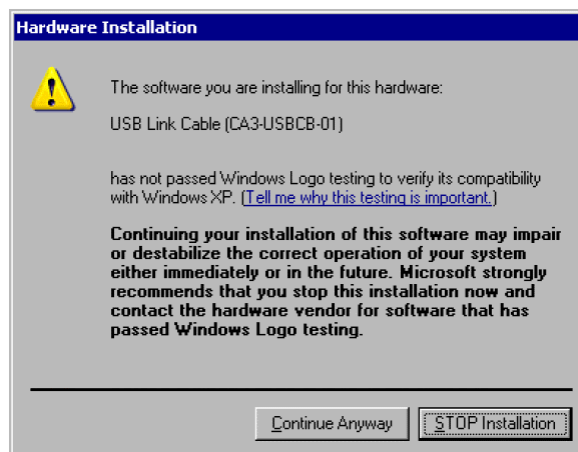 Hardware Installation
The software you are installing for this hardware:
USB Link Cable (CA3-USBCB-01)
has not passed Windows Logo testing to verify its compatibility
with Windows XP. (Tell me why this testing is important.)
Continuing your installation of this software may impair
or destabilize the correct operation of your system
either immediately or in the future. Microsoft strongly
recommends that you stop this installation now and
contact the hardware vendor for software that has
passed Windows Logo testing.
Continue Anyway
STOP Installation